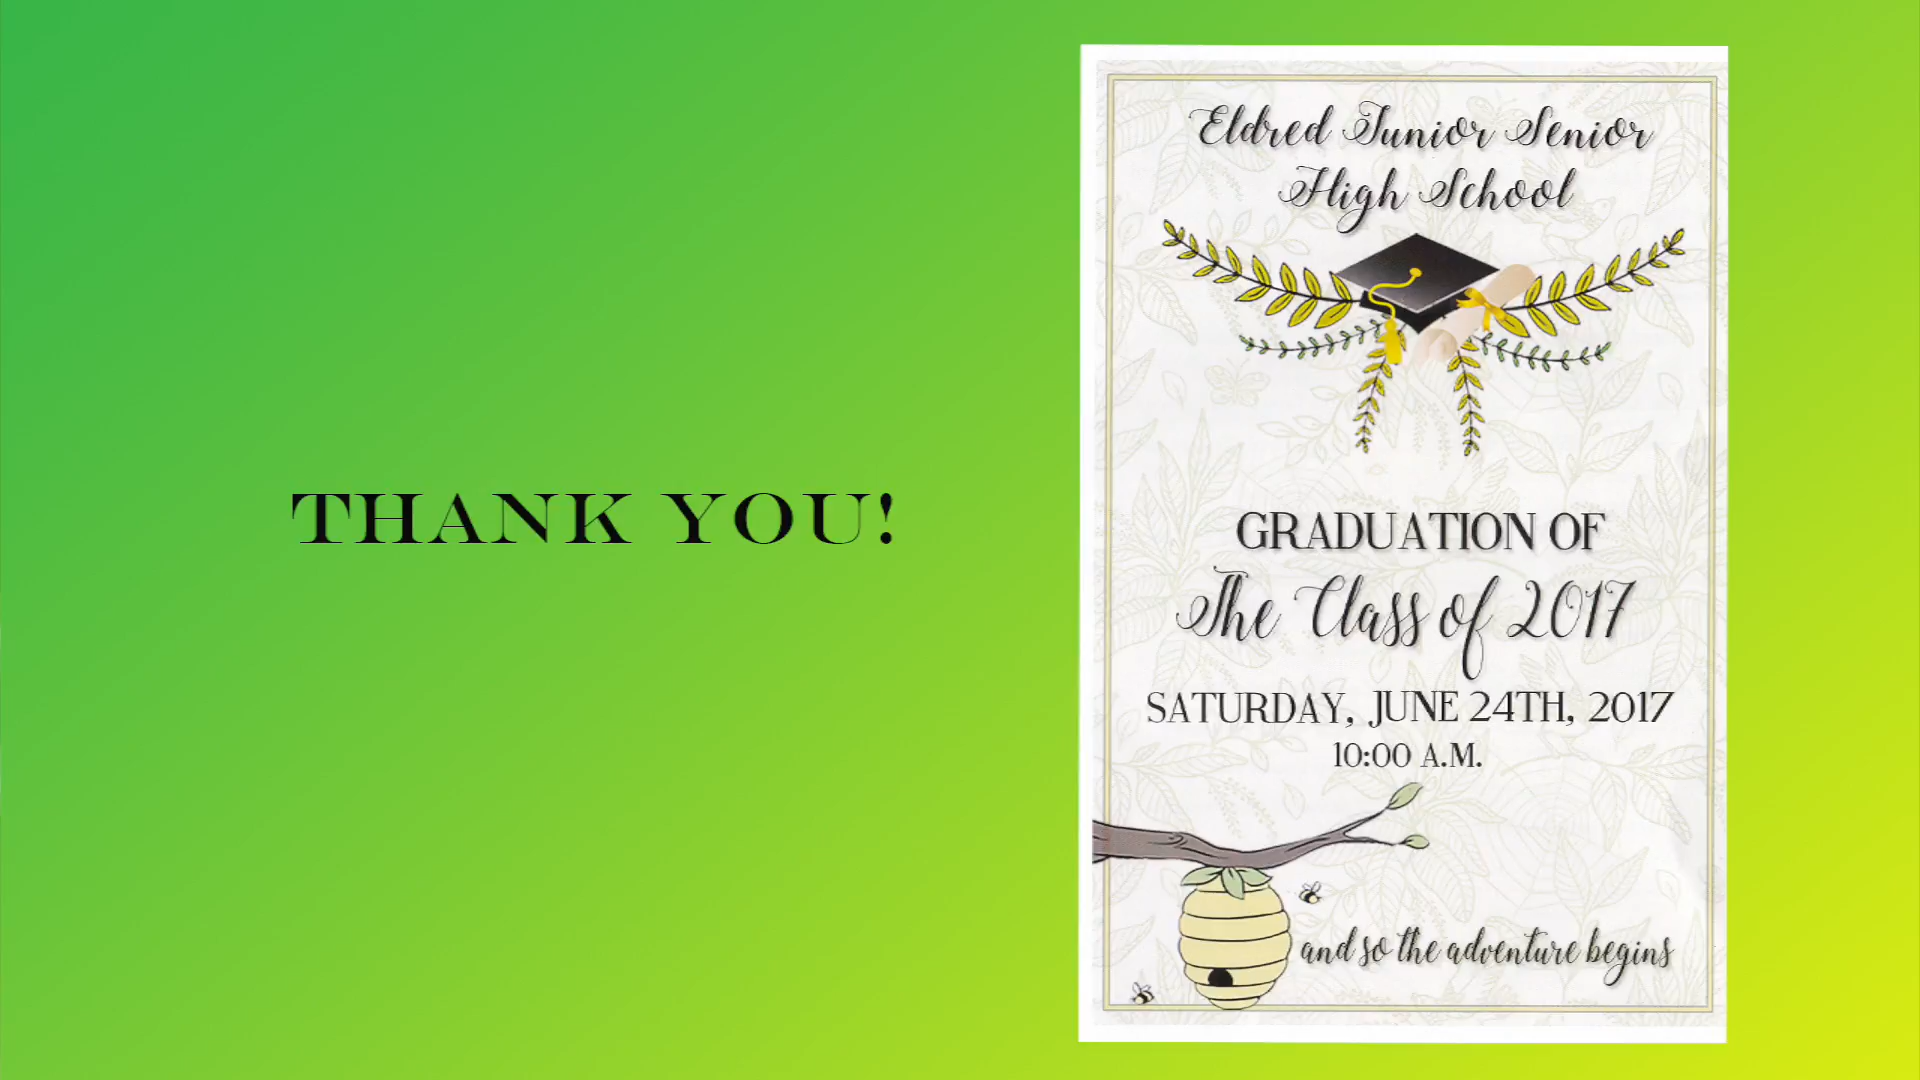 THANK YOU!
Eldred Junior Senior
High School
GRADUATION OF
The Class of 2017
SATURDAY, JUNE 24TH, 2017
10:00 A.M.
and so the adventure begins